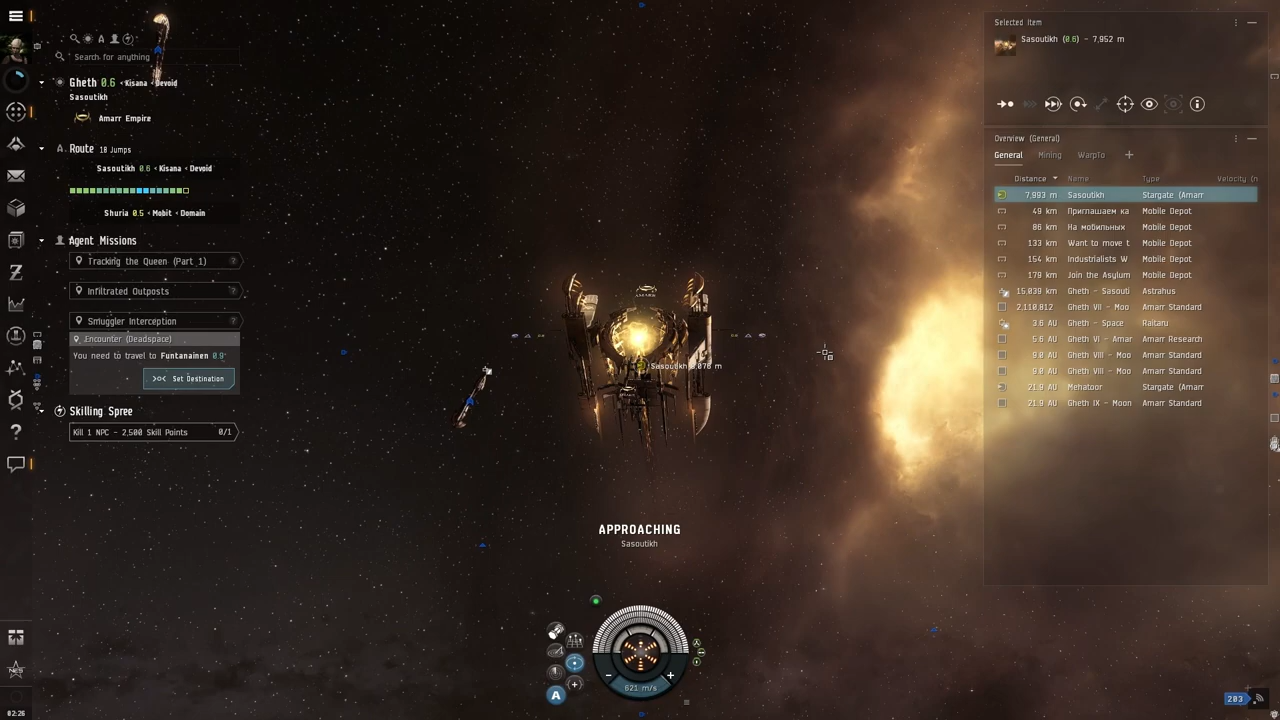 Search for anything
Gheth 0.6 ‹ Kisana ‹ Devoid
Sasoutikh
Amarr Empire
Route 18 Jumps
Sasoutikh 0.6 ‹ Kisana ‹ Devoid
Shuria 0.5 ‹ Mobit ‹ Domain
Agent Missions
Tracking the Queen (Part 1)
Infiltrated Outposts
Smuggler Interception
Encounter (Deadspace)
You need to travel to Funtanainen 0.9
Set Destination
Skilling Spree
Kill 1 NPC - 2,500 Skill Points 0/1
02:26
AMARR
APPROACHING
Sasoutikh
621 m/s
A
Selected Item
Sasoutikh (0.6) - 7,952 m
Overview (General)
General Mining WarpTo +
Distance Name Type Velocity (m
7,993 m Sasoutikh Stargate (Amarr
49 km Приглашаем ка Mobile Depot
86 km На мобильных Mobile Depot
133 km Want to move t Mobile Depot
154 km Industrialists W Mobile Depot
179 km Join the Asylum Mobile Depot
15,039 km Gheth - Sasouti Astrahus
2,110,812 Gheth VII - Moo Amarr Standard
3.6 AU Gheth - Space Raitaru
5.6 AU Gheth VI - Amar Amarr Research
9.0 AU Gheth VIII - Moo Amarr Standard
9.0 AU Gheth VIII - Moo Amarr Standard
21.9 AU Mehatoor Stargate (Amarr
21.9 AU Gheth IX - Moon Amarr Standard
203